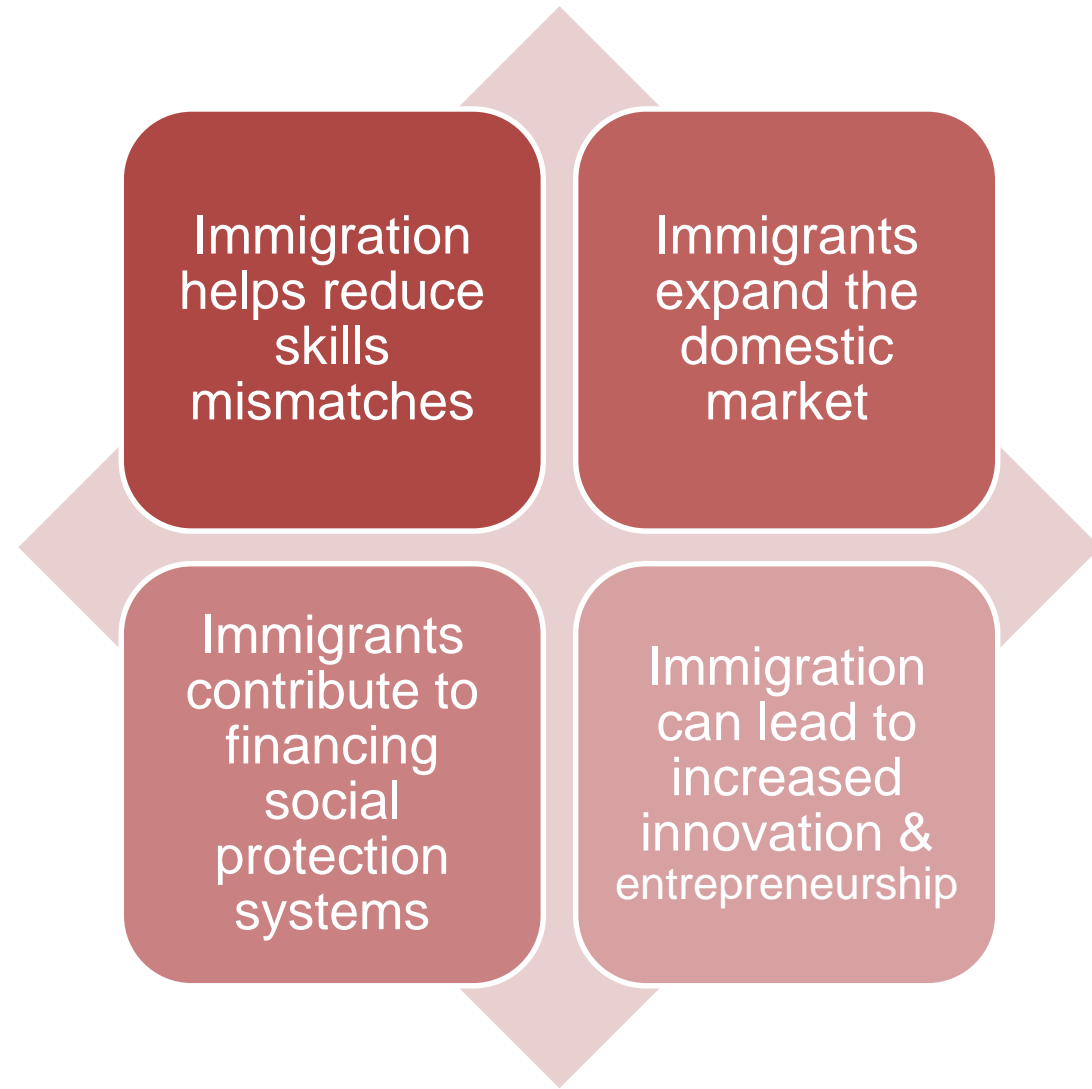 Immigration
helps reduce
skills
mismatches
Immigrants
expand the
domestic
market
Immigrants
contribute to
financing
social
protection
systems
Immigration
can lead to
increased
innovation &
entrepreneurship